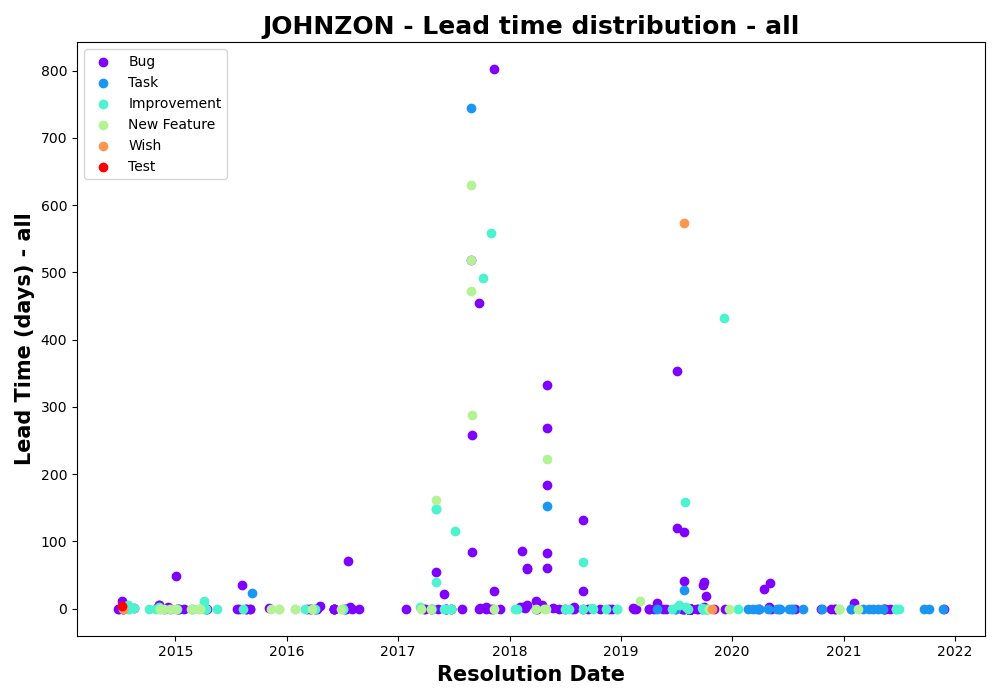 JOHNZON - Lead time distribution - all
Bug
Task
Improvement
New Feature
Wish
Test
Lead Time (days) - all
800
700
600
500
400
300
200
100
0
2015 2016 2017 2018 2019 2020 2021 2022
Resolution Date